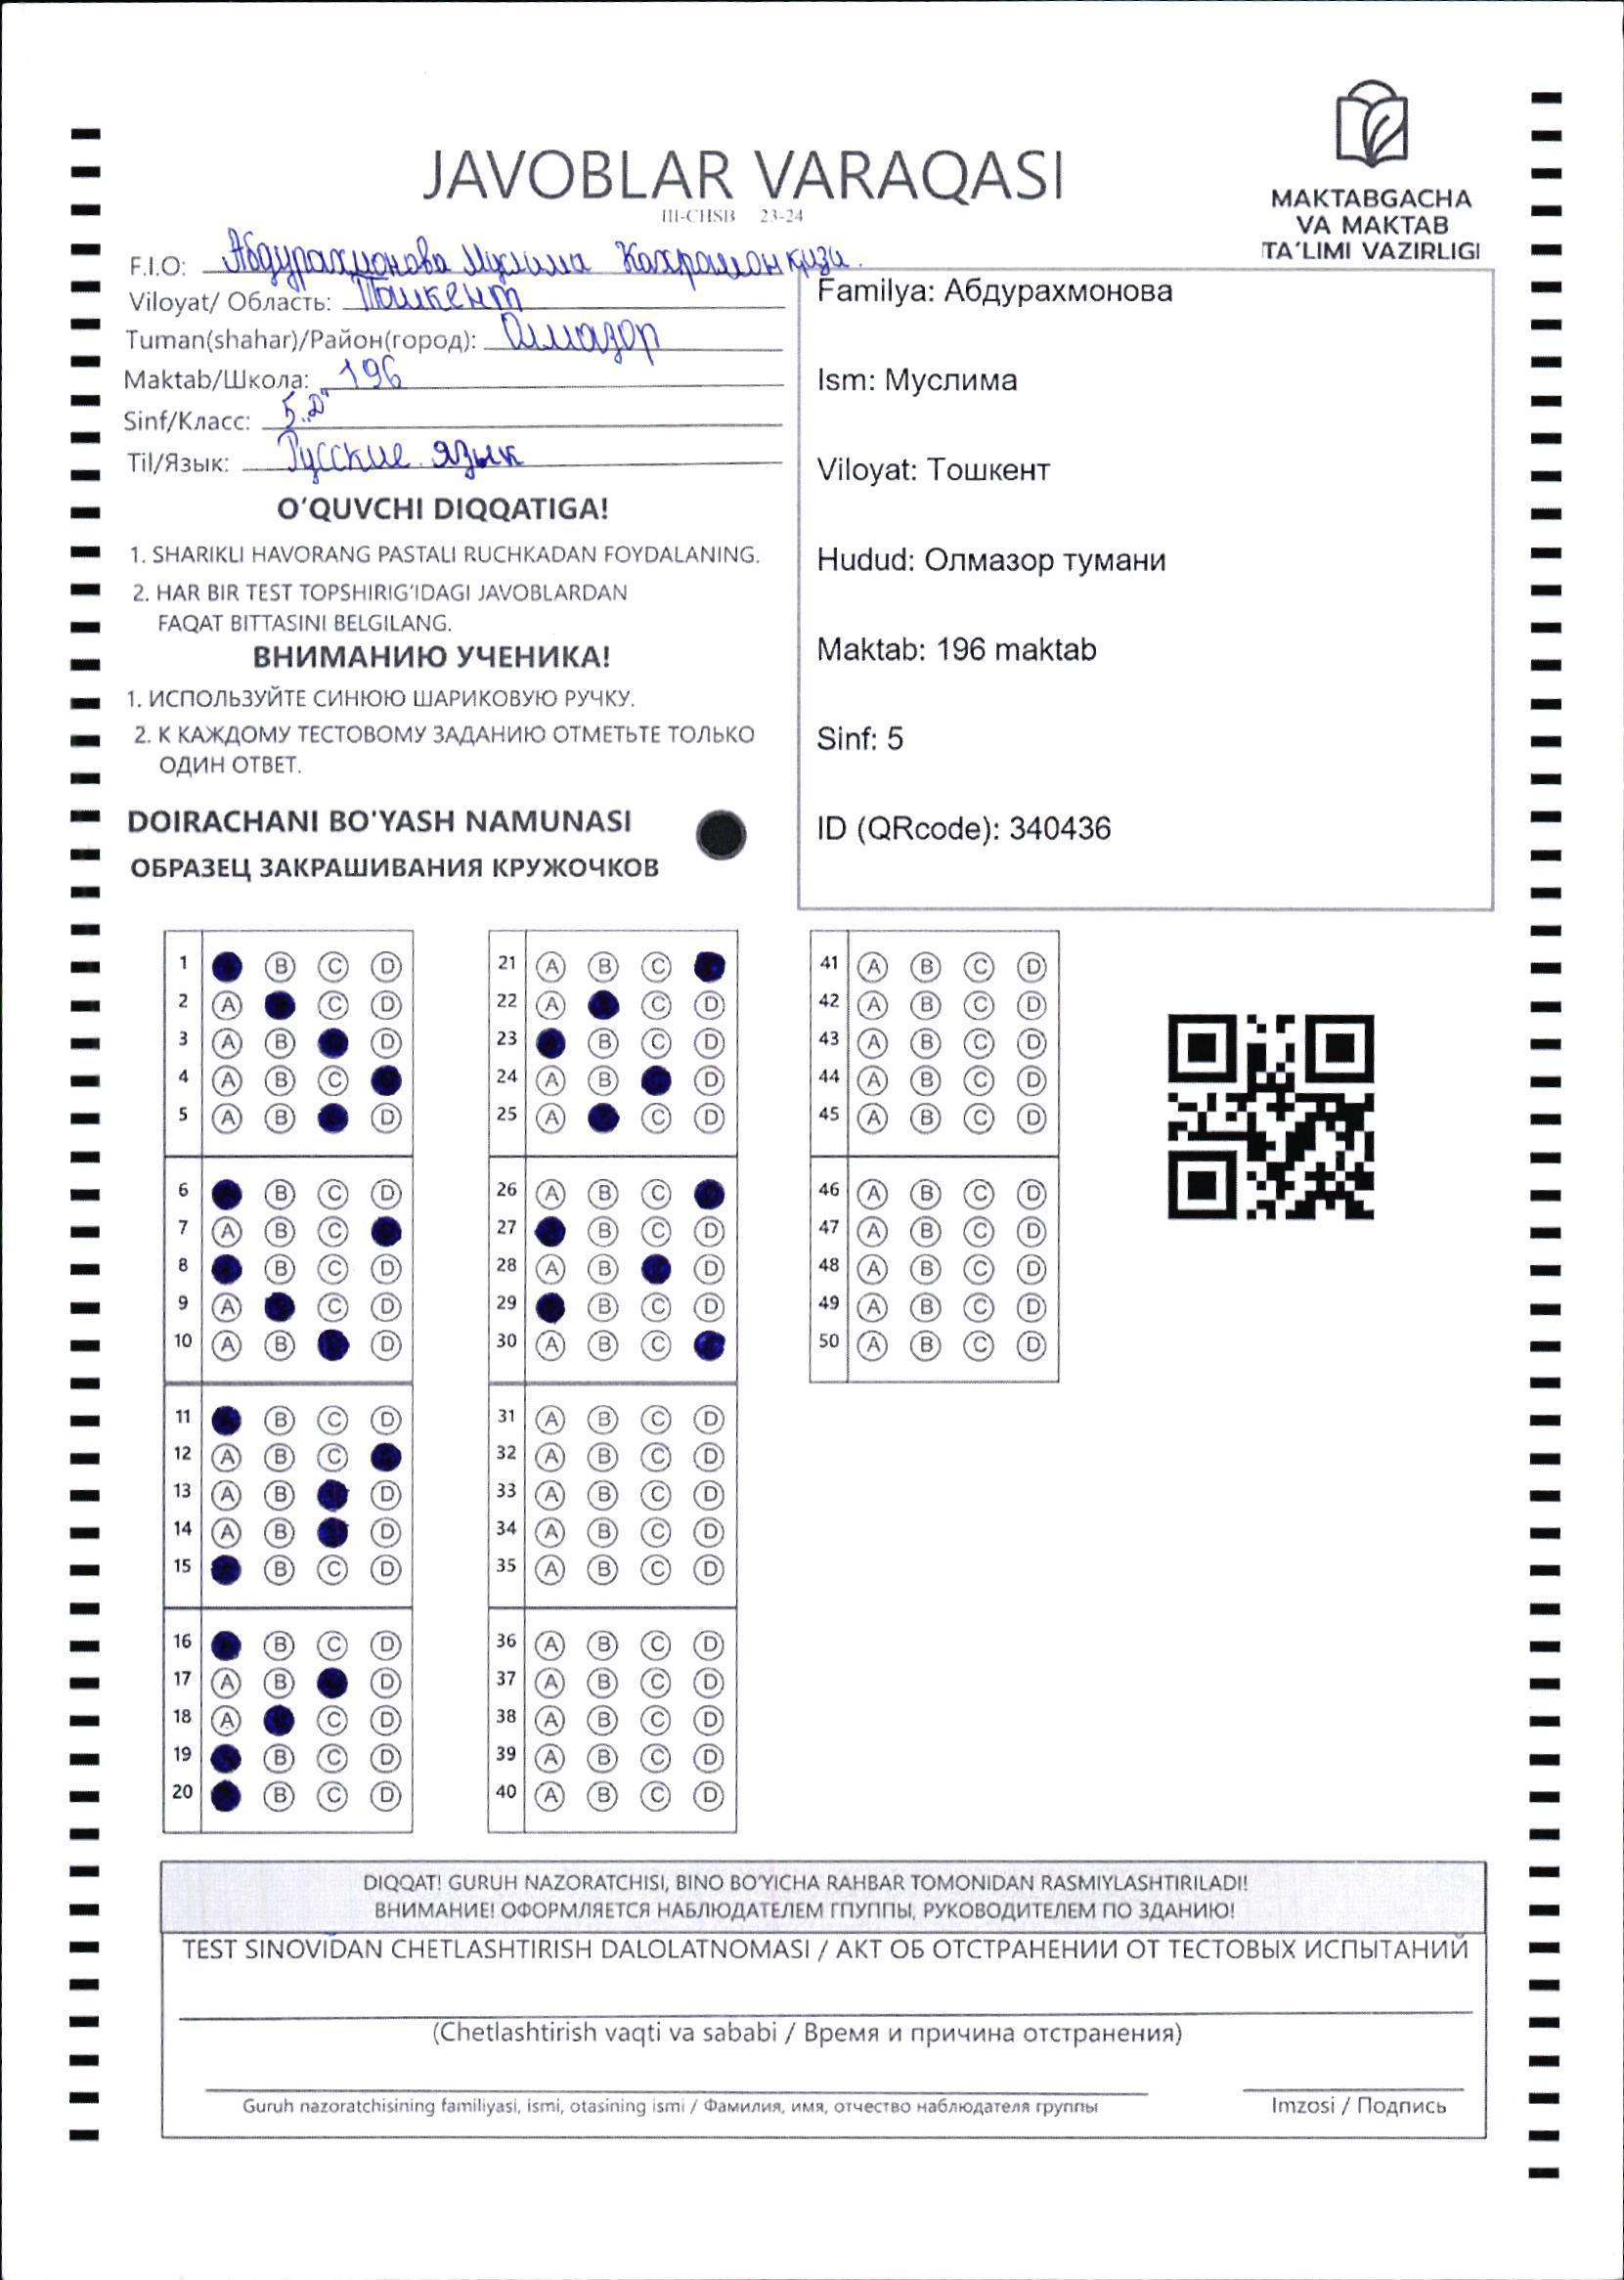 JAVOBLAR VARAQASI
III-CHSB 23-24
MAKTABGACHA
VA MAKTAB
TA'LIMI VAZIRLIGI
F.I.O: Абдурахмонова Муслима Кахрамон кизи.
Viloyat/ Область: Ташкент
Tuman(shahar)/Район(город): Олмазор
Maktab/Школа: 196
Sinf/Класс: 5 „D"
Til/Язык: Русские язык
O'QUVCHI DIQQATIGA!
1. SHARIKLI HAVORANG PASTALI RUCHKADAN FOYDALANING.
2. HAR BIR TEST TOPSHIRIG'IDAGI JAVOBLARDAN
FAQAT BITTASINI BELGILANG.
ВНИМАНИЮ УЧЕНИКА!
1. ИСПОЛЬЗУЙТЕ СИНЮЮ ШАРИКОВУЮ РУЧКУ.
2. К КАЖДОМУ ТЕСТОВОМУ ЗАДАНИЮ ОТМЕТЬТЕ ТОЛЬКО
ОДИН ОТВЕТ.
DOIRACHANI BO'YASH NAMUNASI
ОБРАЗЕЦ ЗАКРАШИВАНИЯ КРУЖОЧКОВ
Familya: Абдурахмонова
Ism: Муслима
Viloyat: Тошкент
Hudud: Олмазор тумани
Maktab: 196 maktab
Sinf: 5
ID (QRcode): 340436
1 B C D
2 A C D
3 A B D
4 A B C
5 A B D
6 B C D
7 A B C
8 B C D
9 A C D
10 A B D
11 B C D
12 A B C
13 A B D
14 A B D
15 B C D
16 B C D
17 A B D
18 A C D
19 B C D
20 B C D
21 A B C
22 A C D
23 B C D
24 A B D
25 A C D
26 A B C
27 B C D
28 A B D
29 B C D
30 A B C
31 A B C D
32 A B C D
33 A B C D
34 A B C D
35 A B C D
36 A B C D
37 A B C D
38 A B C D
39 A B C D
40 A B C D
41 A B C D
42 A B C D
43 A B C D
44 A B C D
45 A B C D
46 A B C D
47 A B C D
48 A B C D
49 A B C D
50 A B C D
DIQQAT! GURUH NAZORATCHISI, BINO BO'YICHA RAHBAR TOMONIDAN RASMIYLASHTIRILADI!
ВНИМАНИЕ! ОФОРМЛЯЕТСЯ НАБЛЮДАТЕЛЕМ ГПУППЫ, РУКОВОДИТЕЛЕМ ПО ЗДАНИЮ!
TEST SINOVIDAN CHETLASHTIRISH DALOLATNOMASI / АКТ ОБ ОТСТРАНЕНИИ ОТ ТЕСТОВЫХ ИСПЫТАНИЙ
(Chetlashtirish vaqti va sababi / Время и причина отстранения)
Guruh nazoratchisining familiyasi, ismi, otasining ismi / Фамилия, имя, отчество наблюдателя группы
Imzosi / Подпись